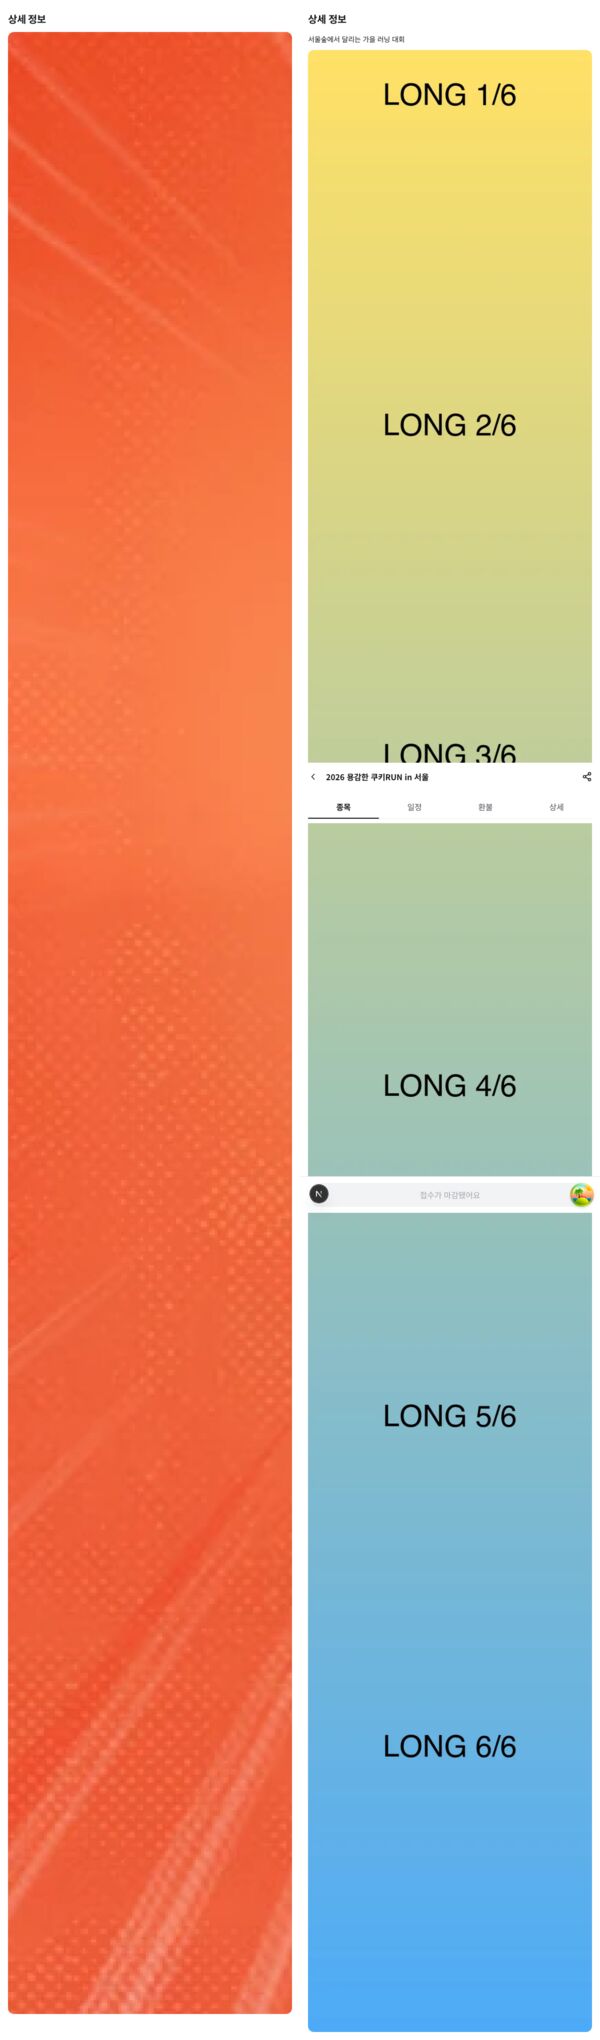 상세 정보
상세 정보
서울숲에서 달리는 가을 러닝 대회
LONG 1/6
LONG 2/6
LONG 3/6
2026 용감한 쿠키RUN in 서울
종목 일정 환불 상세
LONG 4/6
N 접수가 마감됐어요
LONG 5/6
LONG 6/6